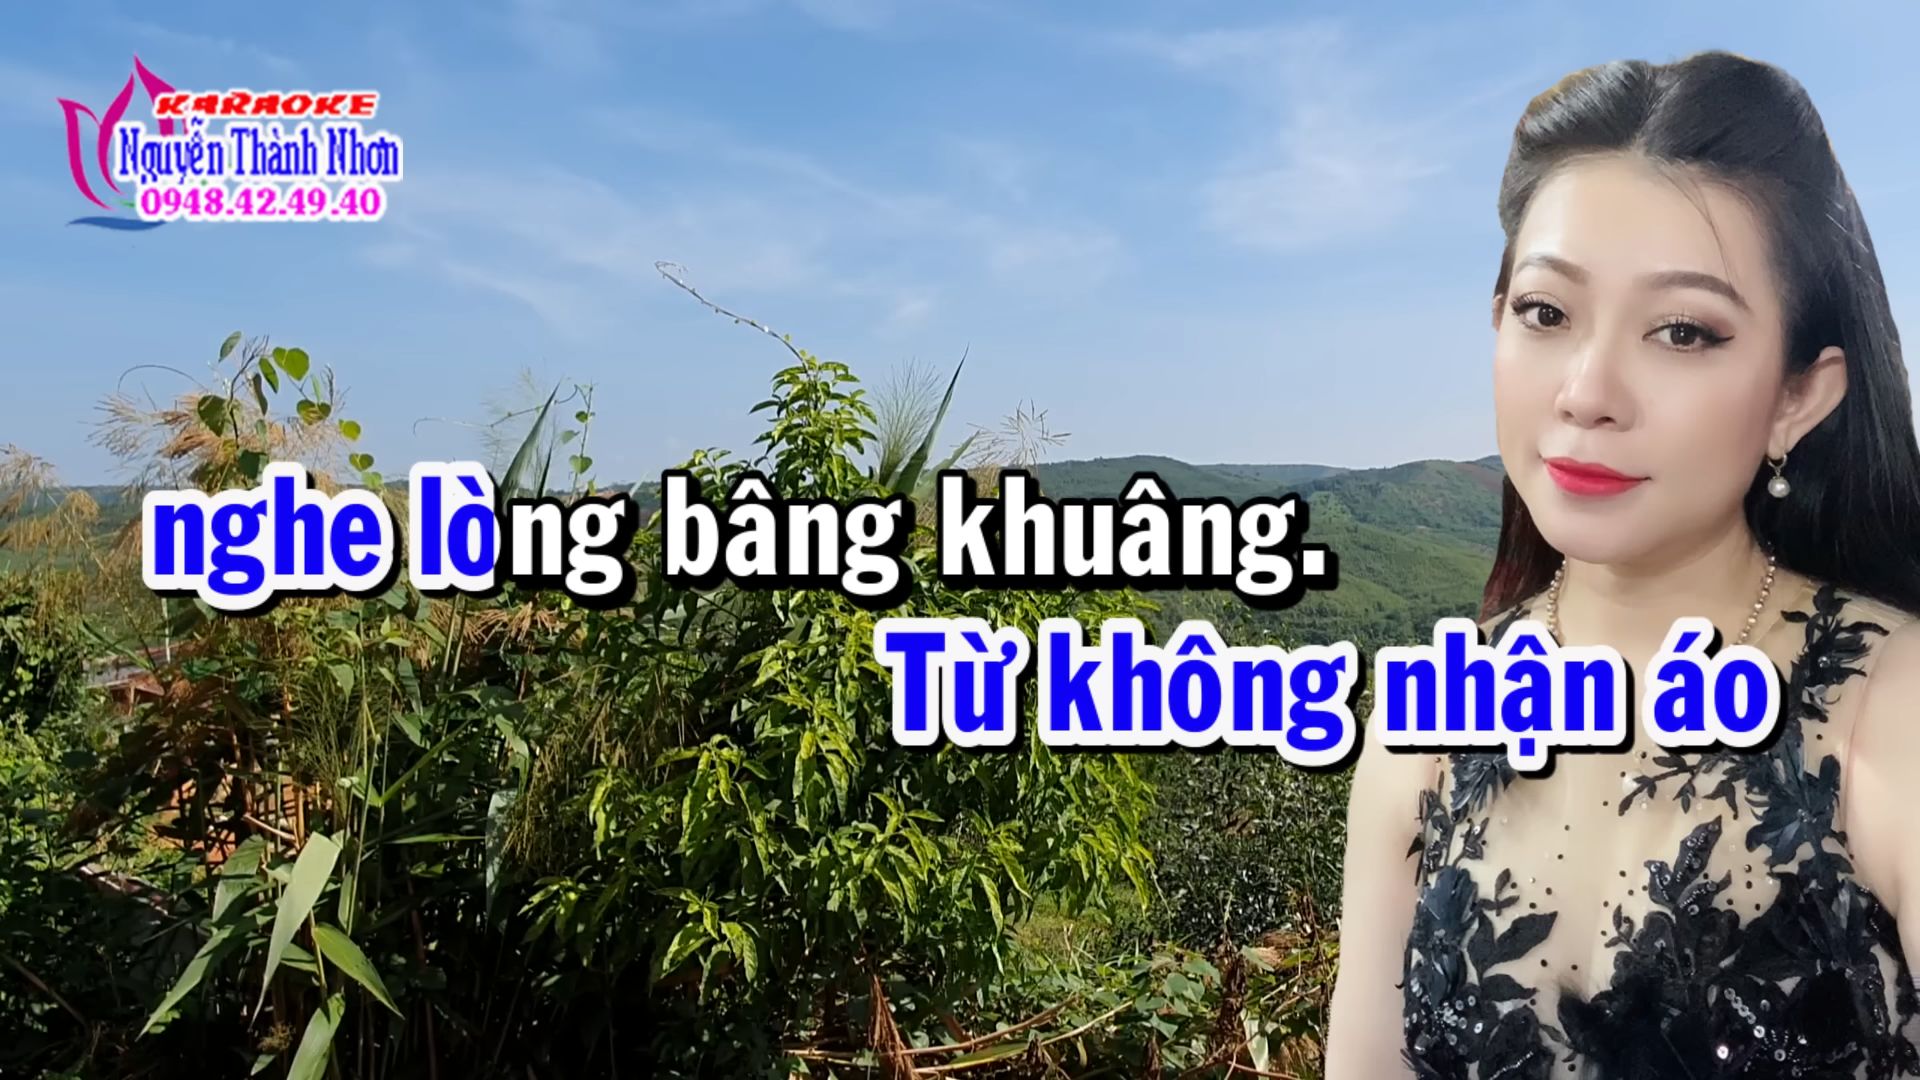 KARAOKE
Nguyễn Thành Nhơn
0948.42.49.40
nghe lòng bâng khuâng.
Từ không nhận áo